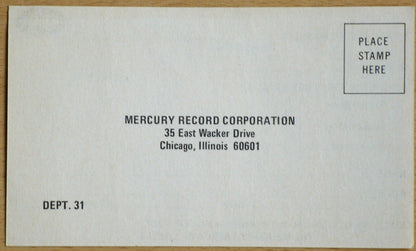 PLACE
STAMP
HERE
MERCURY RECORD CORPORATION
35 East Wacker Drive
Chicago, Illinois 60601
DEPT. 31